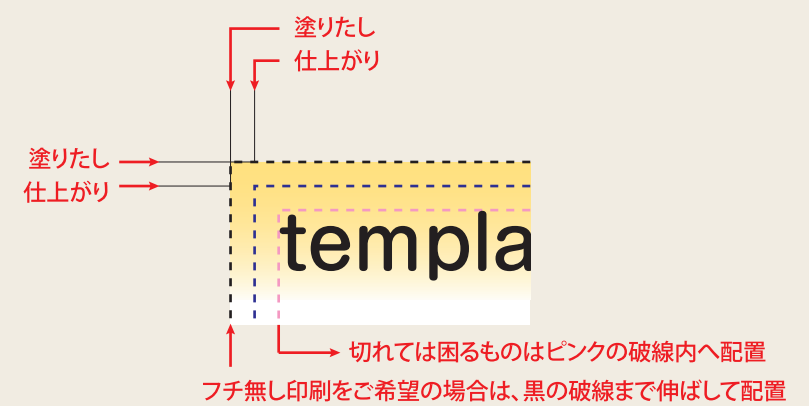 塗りたし
仕上がり
塗りたし
仕上がり
templa
切れては困るものはピンクの破線内へ配置
フチ無し印刷をご希望の場合は、黒の破線まで伸ばして配置